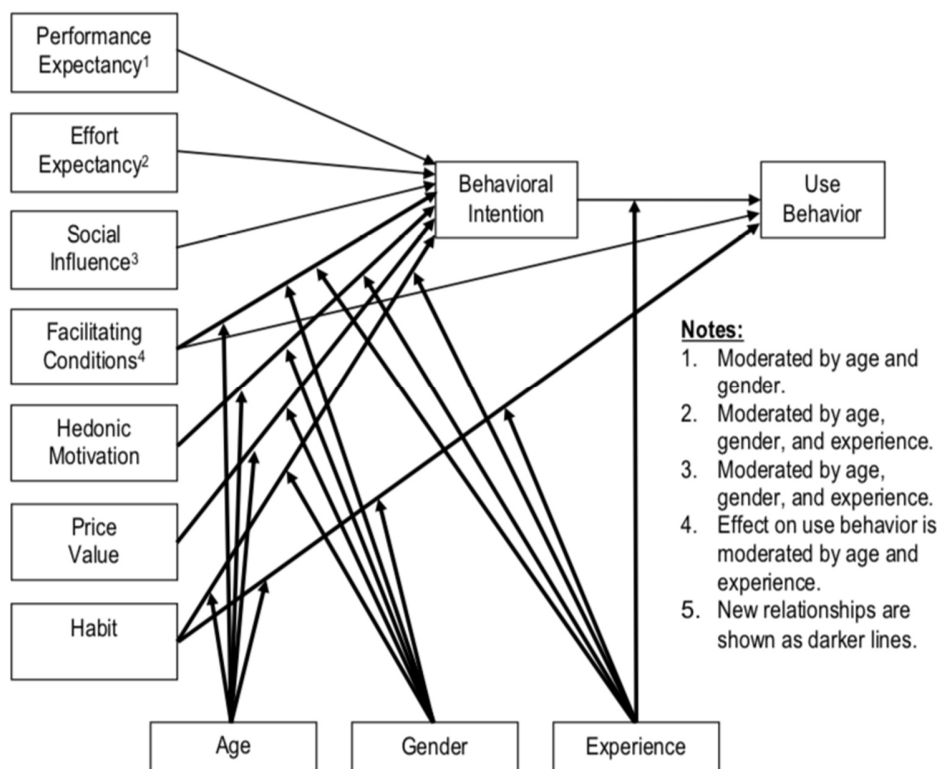 Performance
Expectancy¹
Effort
Expectancy²
Social
Influence³
Facilitating
Conditions⁴
Hedonic
Motivation
Price
Value
Habit
Behavioral
Intention
Use
Behavior
Notes:
1. Moderated by age and
gender.
2. Moderated by age,
gender, and experience.
3. Moderated by age,
gender, and experience.
4. Effect on use behavior is
moderated by age and
experience.
5. New relationships are
shown as darker lines.
Age
Gender
Experience